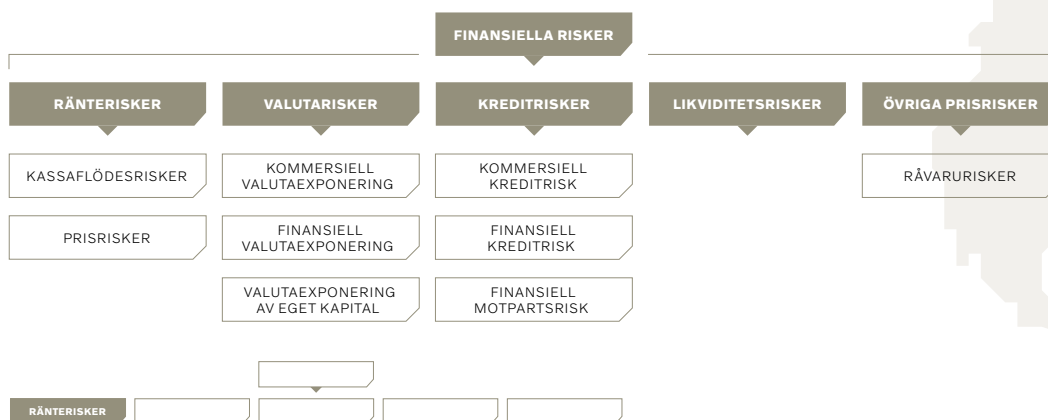 FINANSIELLA RISKER
RÄNTERISKER
VALUTARISKER
KREDITRISKER
LIKVIDITETSRISKER
ÖVRIGA PRISRISKER
KASSAFLÖDESRISKER
KOMMERSIELL
VALUTAEXPONERING
KOMMERSIELL
KREDITRISK
RÅVARURISKER
PRISRISKER
FINANSIELL
VALUTAEXPONERING
FINANSIELL
KREDITRISK
VALUTAEXPONERING
AV EGET KAPITAL
FINANSIELL
MOTPARTSRISK
RÄNTERISKER